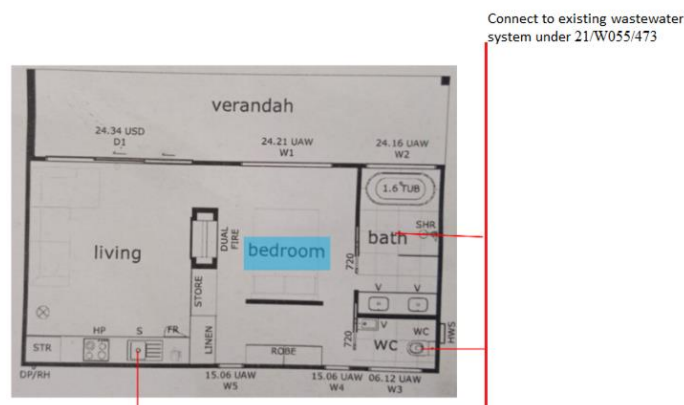 Connect to existing wastewater
system under 21/W055/473
verandah
24.34 USD
D1
24.21 UAW
W1
24.16 UAW
W2
1.6 TUB
SHR
living
DUAL
FIRE
bedroom
bath
720
V V
STORE
HP S FR
LINEN
STR
ROBE
720
V
WC
WC
HWS
DP/RH
15.06 UAW
W5
15.06 UAW
W4
06.12 UAW
W3